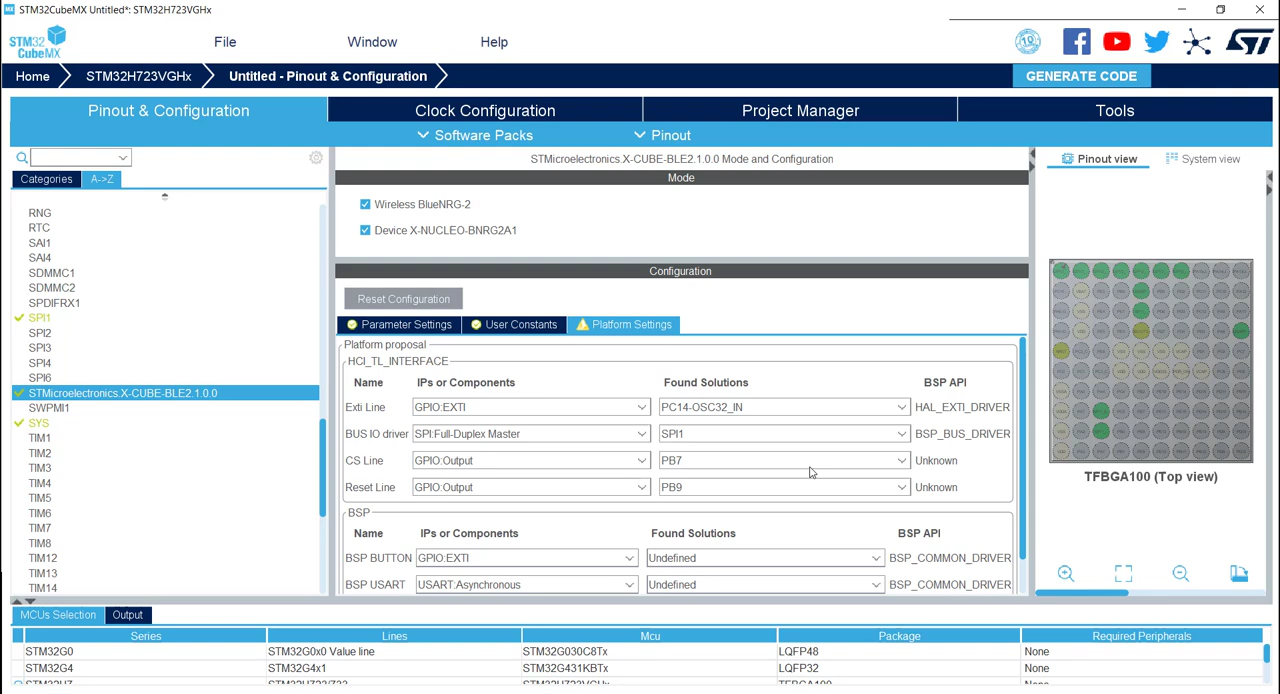 STM32CubeMX Untitled*: STM32H723VGHx
STM32 CubeMX
File Window Help
Home STM32H723VGHx Untitled - Pinout & Configuration GENERATE CODE
Pinout & Configuration Clock Configuration Project Manager Tools
Software Packs Pinout
Categories A->Z
RNG
RTC
SAI1
SAI4
SDMMC1
SDMMC2
SPDIFRX1
SPI1
SPI2
SPI3
SPI4
SPI6
STMicroelectronics.X-CUBE-BLE2.1.0.0
SWPMI1
SYS
TIM1
TIM2
TIM3
TIM4
TIM5
TIM6
TIM7
TIM8
TIM12
TIM13
TIM14
STMicroelectronics.X-CUBE-BLE2.1.0.0 Mode and Configuration
Mode
Wireless BlueNRG-2
Device X-NUCLEO-BNRG2A1
Configuration
Reset Configuration
Parameter Settings User Constants Platform Settings
Platform proposal
HCI_TL_INTERFACE
Name IPs or Components Found Solutions BSP API
Exti Line GPIO:EXTI PC14-OSC32_IN HAL_EXTI_DRIVER
BUS IO driver SPI:Full-Duplex Master SPI1 BSP_BUS_DRIVER
CS Line GPIO:Output PB7 Unknown
Reset Line GPIO:Output PB9 Unknown
BSP
Name IPs or Components Found Solutions BSP API
BSP BUTTON GPIO:EXTI Undefined BSP_COMMON_DRIVER
BSP USART USART:Asynchronous Undefined BSP_COMMON_DRIVER
Pinout view System view
TFBGA100 (Top view)
MCUs Selection Output
Series Lines Mcu Package Required Peripherals
STM32G0 STM32G0x0 Value line STM32G030C8Tx LQFP48 None
STM32G4 STM32G4x1 STM32G431KBTx LQFP32 None
STM32H7 STM32H723/733 STM32H723VGHx TFBGA100 None